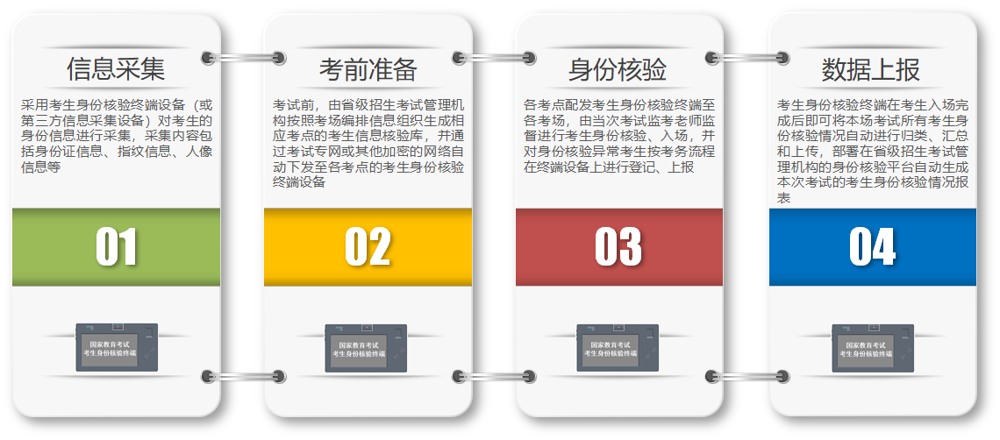 信息采集
采用考生身份核验终端设备（或
第三方信息采集设备）对考生的
身份信息进行采集，采集内容包
括身份证信息、指纹信息、人像
信息等
01
国家教育考试
考生身份核验终端
考前准备
考试前，由省级招生考试管理机
构按照考场编排信息组织生成相
应考点的考生信息核验库，并通
过考试专网或其他加密的网络自
动下发至各考点的考生身份核验
终端设备
02
国家教育考试
考生身份核验终端
身份核验
各考点配发考生身份核验终端至
各考场，由当次考试监考老师监
督进行考生身份核验、入场，并
对身份核验异常考生按考务流程
在终端设备上进行登记、上报
03
国家教育考试
考生身份核验终端
数据上报
考生身份核验终端在考生入场完
成后即可将本场考试所有考生身
份核验情况自动进行归类、汇总
和上传，部署在省级招生考试管
理机构的身份核验平台自动生成
本次考试的考生身份核验情况报
表
04
国家教育考试
考生身份核验终端